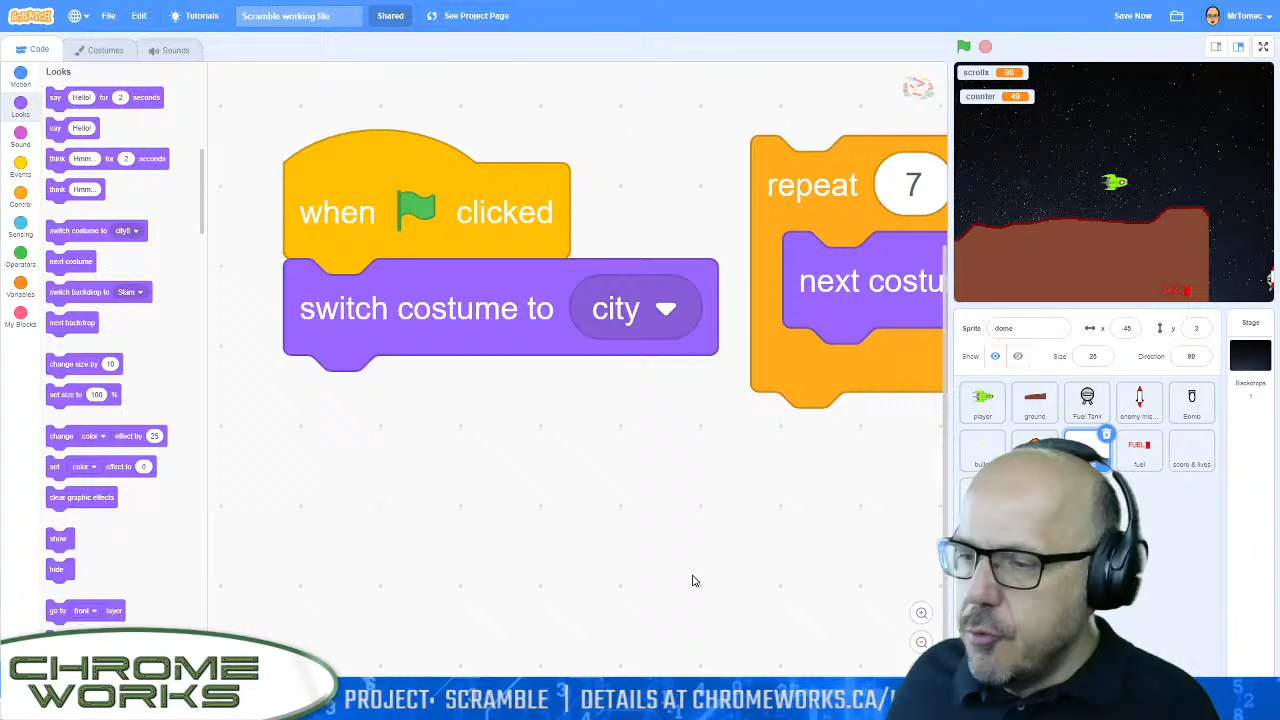 SCRATCH File Edit Tutorials Scramble working file Shared See Project Page Save Now MrTomec
Code Costumes Sounds
Motion
Looks
Sound
Events
Control
Sensing
Operators
Variables
My Blocks
Looks
say Hello! for 2 seconds
say Hello!
think Hmm... for 2 seconds
think Hmm...
switch costume to city8
next costume
switch backdrop to Stars
next backdrop
change size by 10
set size to 100 %
change color effect by 25
set color effect to 0
clear graphic effects
show
hide
go to front layer
when clicked
switch costume to city
repeat 7
next costu
scrollx 98
counter 49
FUEL
Sprite dome x -45 y 3
Show Size 25 Direction 90
Stage
Backdrops
1
player ground Fuel Tank enemy mis... Bomb
FUEL
fuel score & lives
CHROME
WORKS
PROJECT: SCRAMBLE | DETAILS AT CHROMEWORKS.CA/